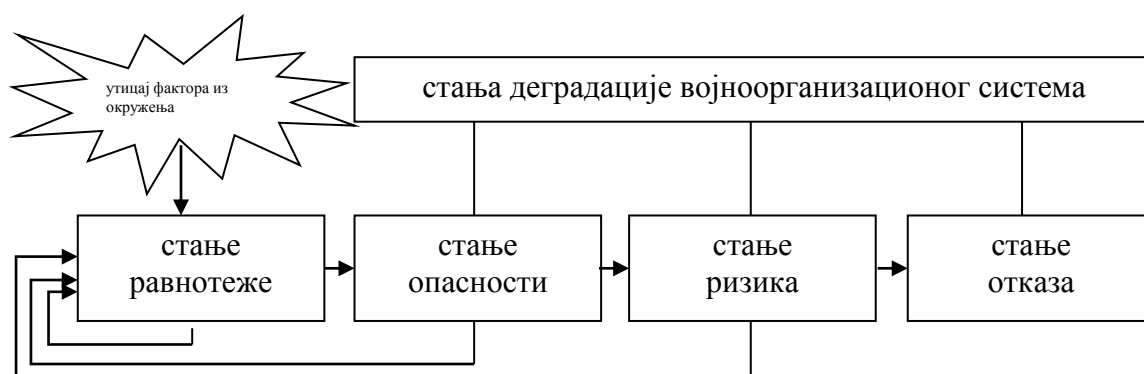 утицај фактора из
окружења
стања деградације војноорганизационог система
стање
равнотеже
стање
опасности
стање
ризика
стање
отказа